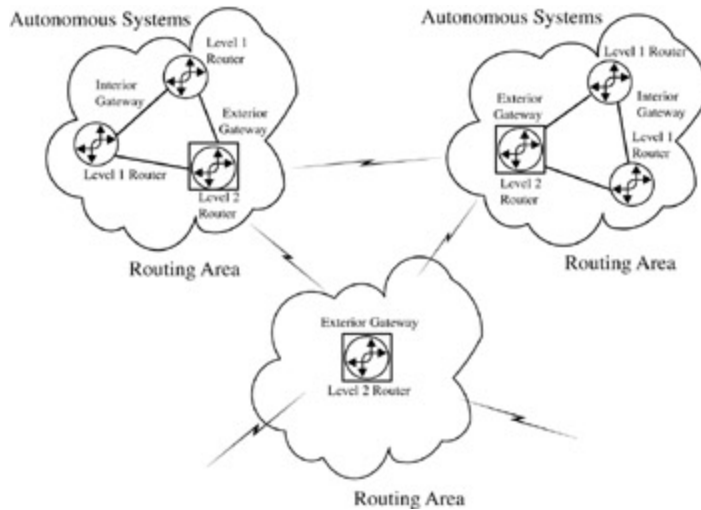 Autonomous Systems
Level 1
Router
Interior
Gateway
Exterior
Gateway
Level 1 Router
Level 2
Router
Routing Area
Autonomous Systems
Level 1 Router
Exterior
Gateway
Interior
Gateway
Level 1
Router
Level 2
Router
Routing Area
Exterior Gateway
Level 2 Router
Routing Area